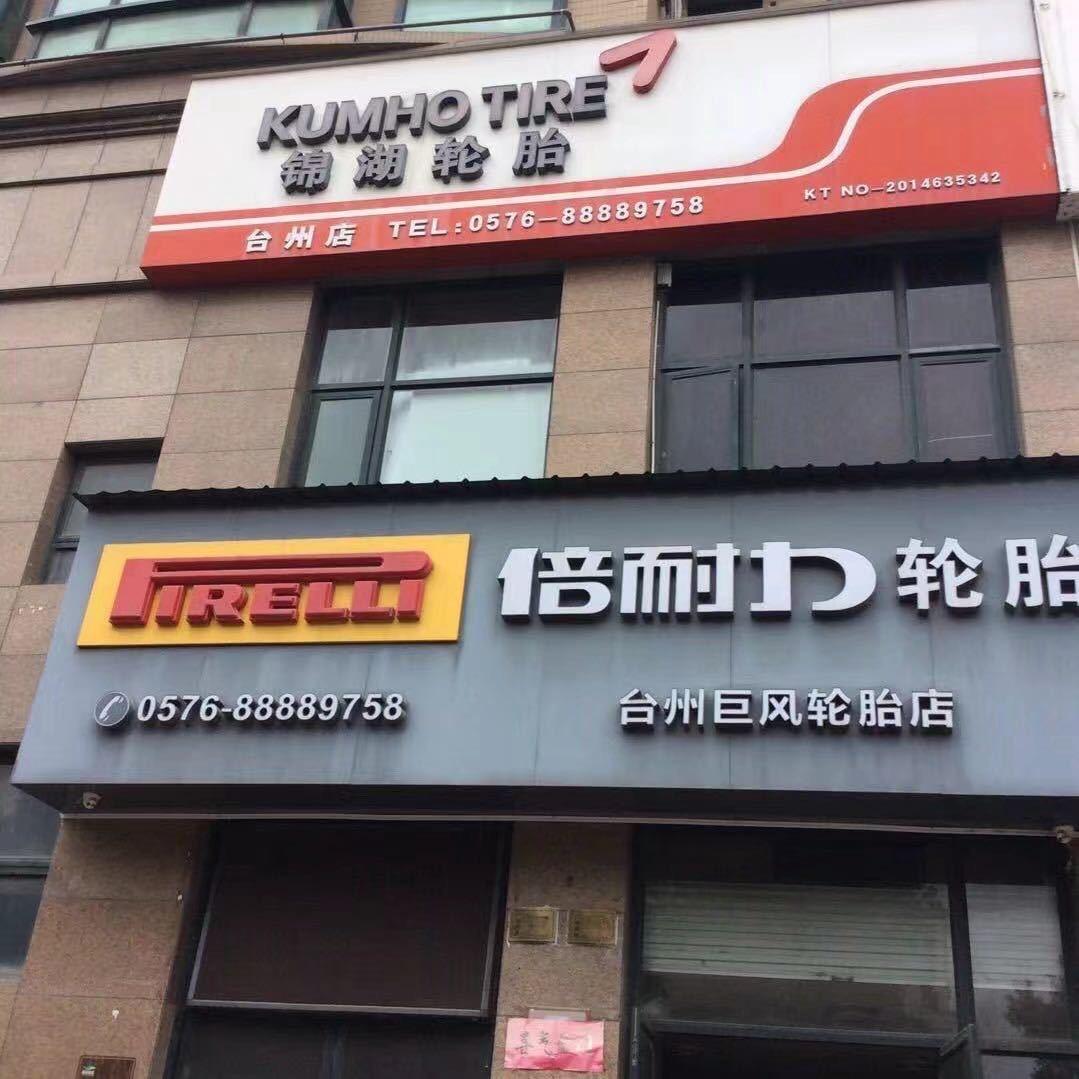 KUMHO TIRE
锦湖轮胎
台州店 TEL:0576-88889758
KT NO-2014635342
PIRELLI 倍耐力轮胎
0576-88889758
台州巨风轮胎店